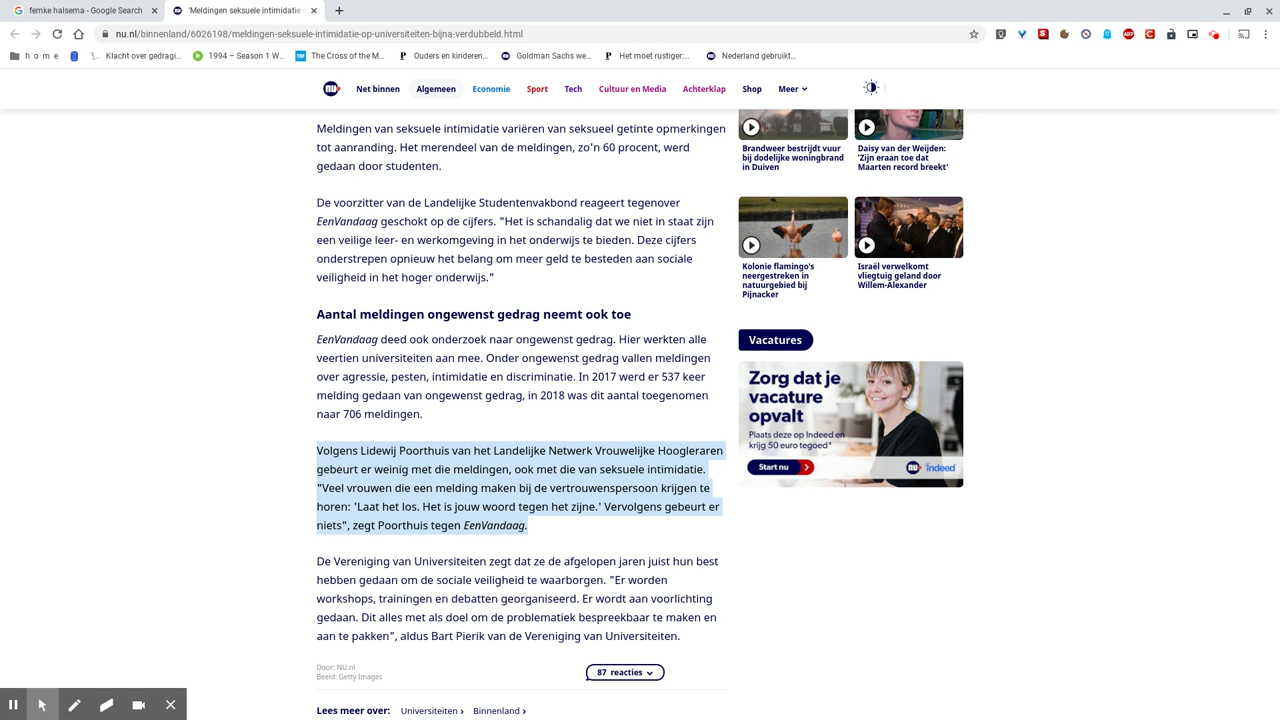 femke halsema - Google Search
'Meldingen seksuele intimidatie
nu.nl/binnenland/6026198/meldingen-seksuele-intimidatie-op-universiteiten-bijna-verdubbeld.html
h o m e
Klacht over gedragi...
1994 – Season 1 W...
The Cross of the M...
Ouders en kinderen...
Goldman Sachs we...
Het moet rustiger:...
Nederland gebruikt...
NU
Net binnen
Algemeen
Economie
Sport
Tech
Cultuur en Media
Achterklap
Shop
Meer
Meldingen van seksuele intimidatie variëren van seksueel getinte opmerkingen
tot aanranding. Het merendeel van de meldingen, zo'n 60 procent, werd
gedaan door studenten.
De voorzitter van de Landelijke Studentenvakbond reageert tegenover
EenVandaag geschokt op de cijfers. "Het is schandalig dat we niet in staat zijn
een veilige leer- en werkomgeving in het onderwijs te bieden. Deze cijfers
onderstrepen opnieuw het belang om meer geld te besteden aan sociale
veiligheid in het hoger onderwijs."
Aantal meldingen ongewenst gedrag neemt ook toe
EenVandaag deed ook onderzoek naar ongewenst gedrag. Hier werkten alle
veertien universiteiten aan mee. Onder ongewenst gedrag vallen meldingen
over agressie, pesten, intimidatie en discriminatie. In 2017 werd er 537 keer
melding gedaan van ongewenst gedrag, in 2018 was dit aantal toegenomen
naar 706 meldingen.
Volgens Lidewij Poorthuis van het Landelijke Netwerk Vrouwelijke Hoogleraren
gebeurt er weinig met die meldingen, ook met die van seksuele intimidatie.
"Veel vrouwen die een melding maken bij de vertrouwenspersoon krijgen te
horen: 'Laat het los. Het is jouw woord tegen het zijne.' Vervolgens gebeurt er
niets", zegt Poorthuis tegen EenVandaag.
De Vereniging van Universiteiten zegt dat ze de afgelopen jaren juist hun best
hebben gedaan om de sociale veiligheid te waarborgen. "Er worden
workshops, trainingen en debatten georganiseerd. Er wordt aan voorlichting
gedaan. Dit alles met als doel om de problematiek bespreekbaar te maken en
aan te pakken", aldus Bart Pierik van de Vereniging van Universiteiten.
Door: NU.nl
Beeld: Getty Images
87 reacties
Lees meer over:
Universiteiten
Binnenland
Brandweer bestrijdt vuur
bij dodelijke woningbrand
in Duiven
Daisy van der Weijden:
'Zijn eraan toe dat
Maarten record breekt'
Kolonie flamingo's
neergestreken in
natuurgebied bij
Pijnacker
Israël verwelkomt
vliegtuig geland door
Willem-Alexander
Vacatures
Zorg dat je
vacature
opvalt
Plaats deze op Indeed en
krijg 50 euro tegoed*
Start nu
NU
indeed